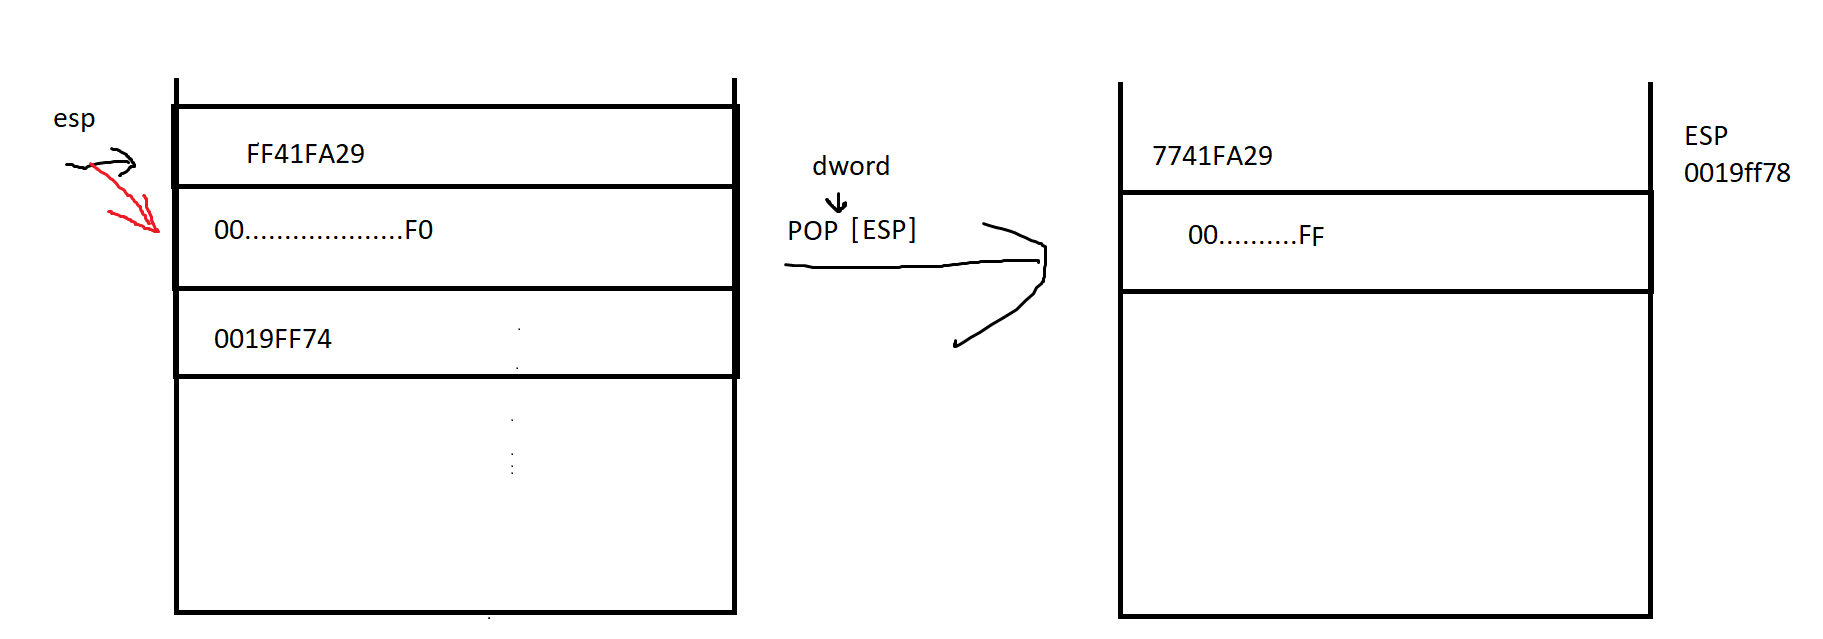 esp
FF41FA29
00....................F0
0019FF74
dword
POP [ESP]
7741FA29
00..........FF
ESP
0019ff78